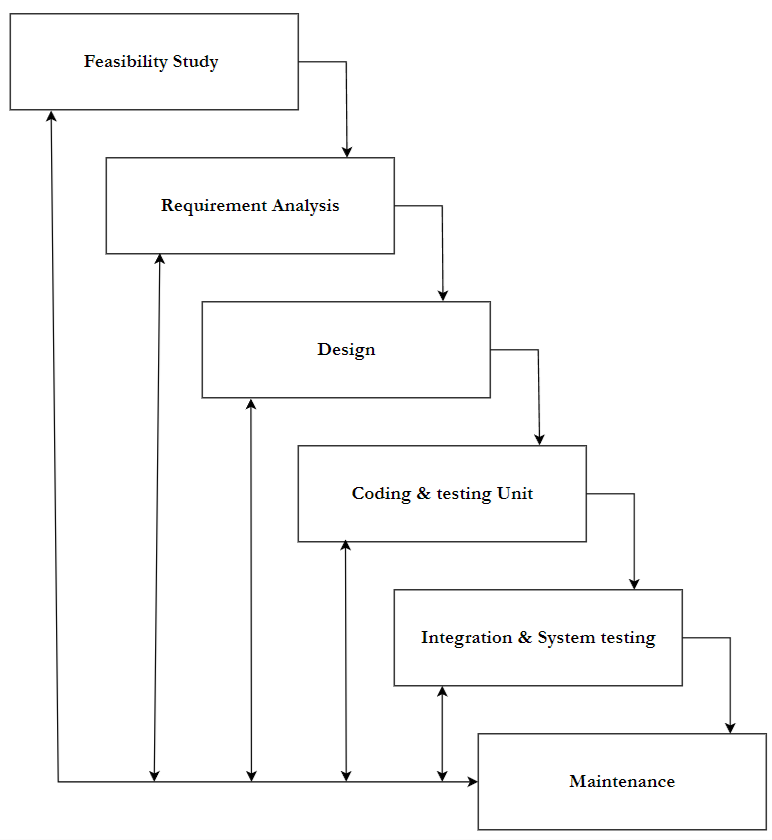 Feasibility Study
Requirement Analysis
Design
Coding & testing Unit
Integration & System testing
Maintenance